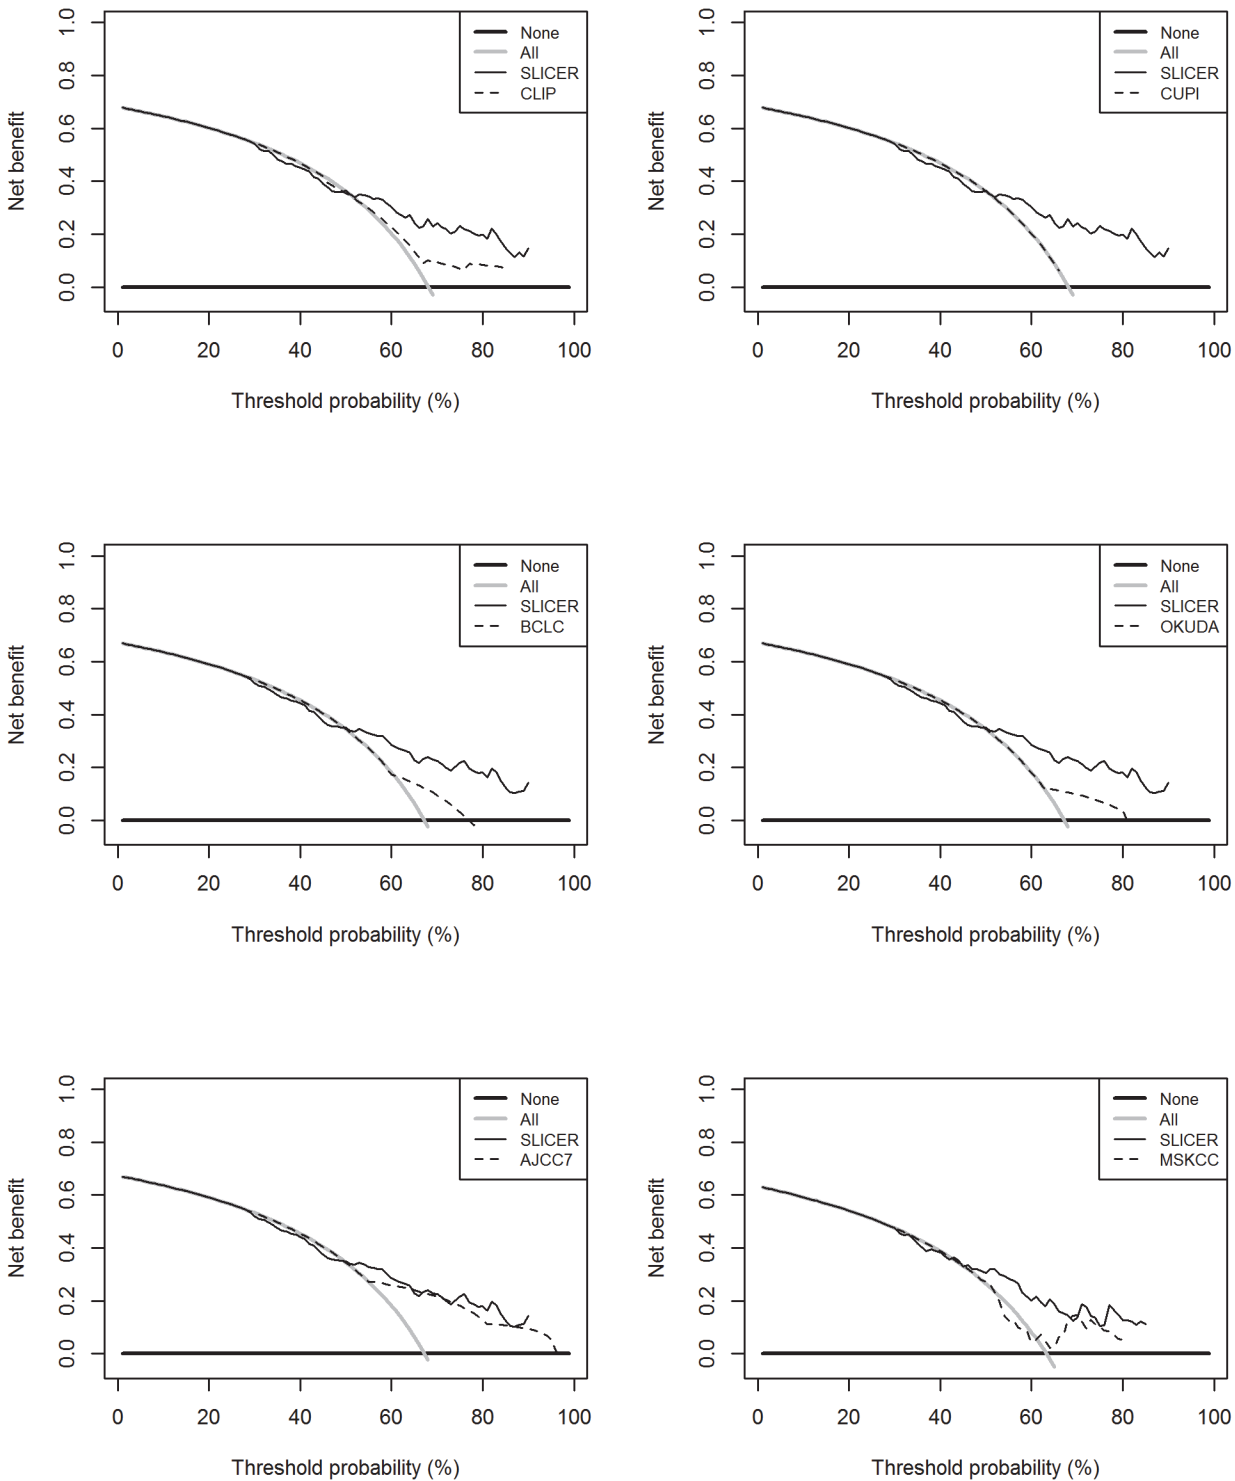 Net benefit
1.0
0.8
0.6
0.4
0.2
0.0
None
All
SLICER
CLIP
0 20 40 60 80 100
Threshold probability (%)
Net benefit
1.0
0.8
0.6
0.4
0.2
0.0
None
All
SLICER
CUPI
0 20 40 60 80 100
Threshold probability (%)
Net benefit
1.0
0.8
0.6
0.4
0.2
0.0
None
All
SLICER
BCLC
0 20 40 60 80 100
Threshold probability (%)
Net benefit
1.0
0.8
0.6
0.4
0.2
0.0
None
All
SLICER
OKUDA
0 20 40 60 80 100
Threshold probability (%)
Net benefit
1.0
0.8
0.6
0.4
0.2
0.0
None
All
SLICER
AJCC7
0 20 40 60 80 100
Threshold probability (%)
Net benefit
1.0
0.8
0.6
0.4
0.2
0.0
None
All
SLICER
MSKCC
0 20 40 60 80 100
Threshold probability (%)